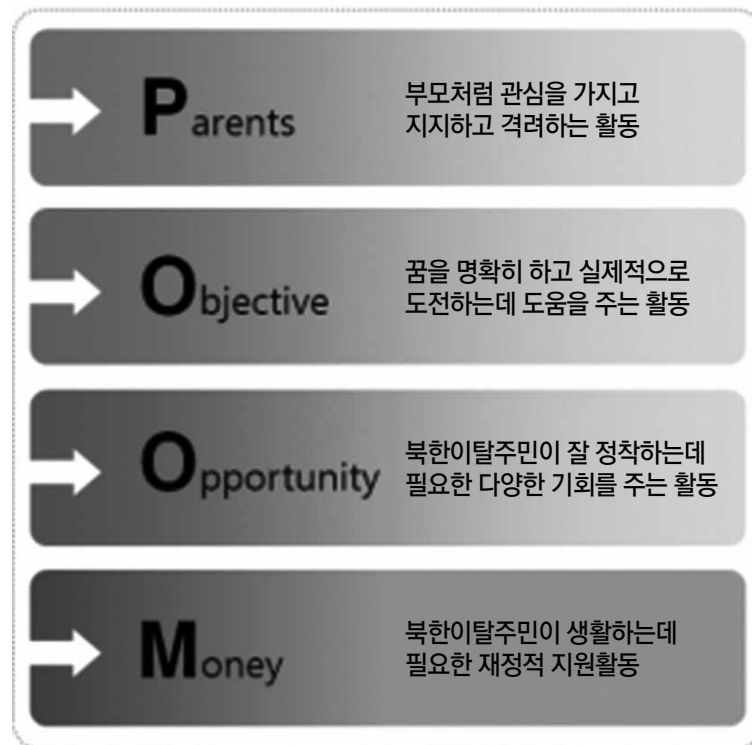 Parents
부모처럼 관심을 가지고
지지하고 격려하는 활동
Objective
꿈을 명확히 하고 실제적으로
도전하는데 도움을 주는 활동
Opportunity
북한이탈주민이 잘 정착하는데
필요한 다양한 기회를 주는 활동
Money
북한이탈주민이 생활하는데
필요한 재정적 지원활동